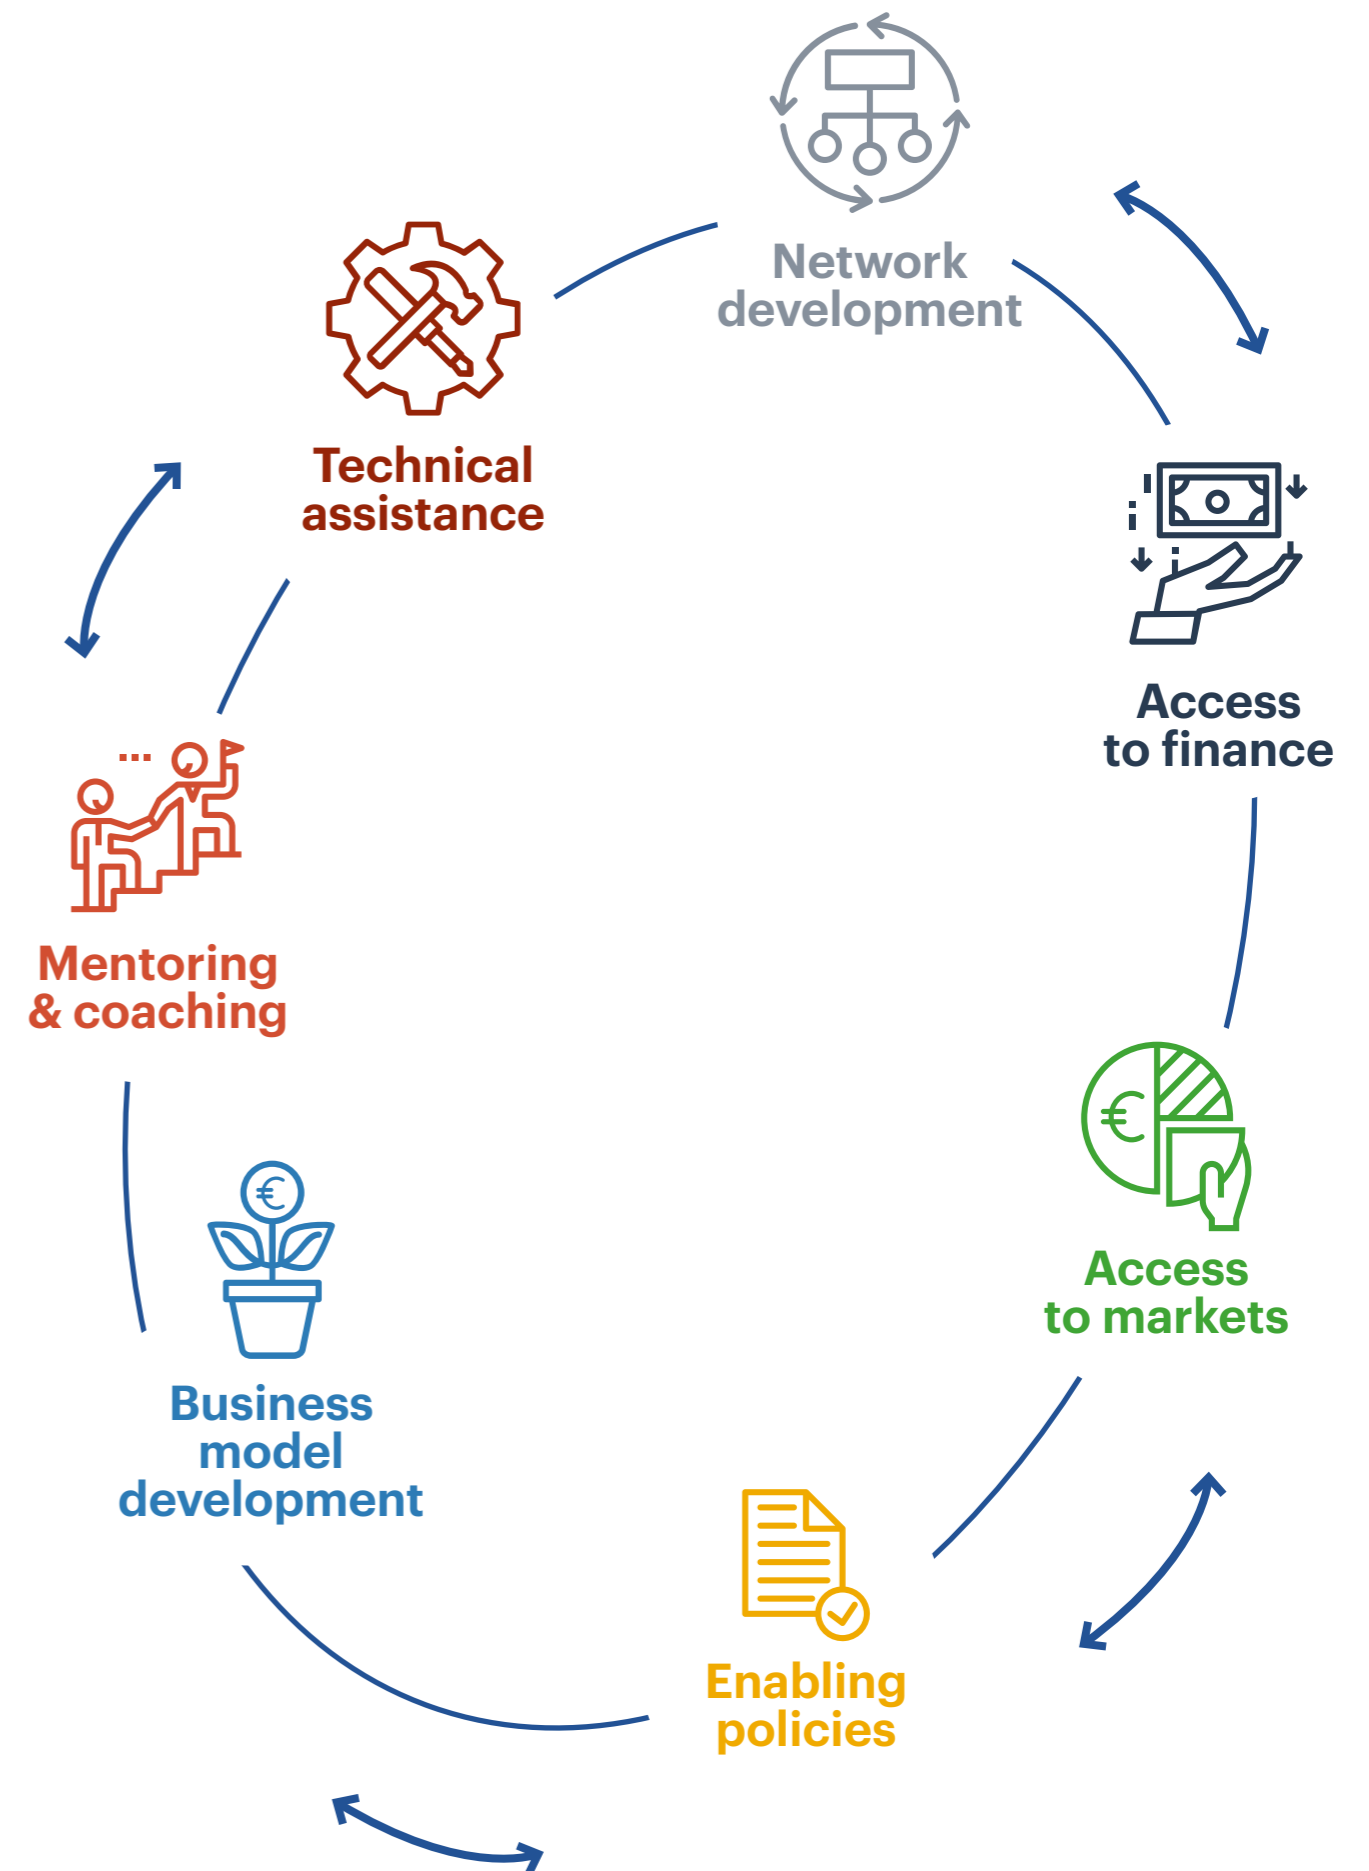 Network
development
Technical
assistance
Access
to finance
Mentoring
& coaching
€
Access
to markets
€
Business
model
development
Enabling
policies